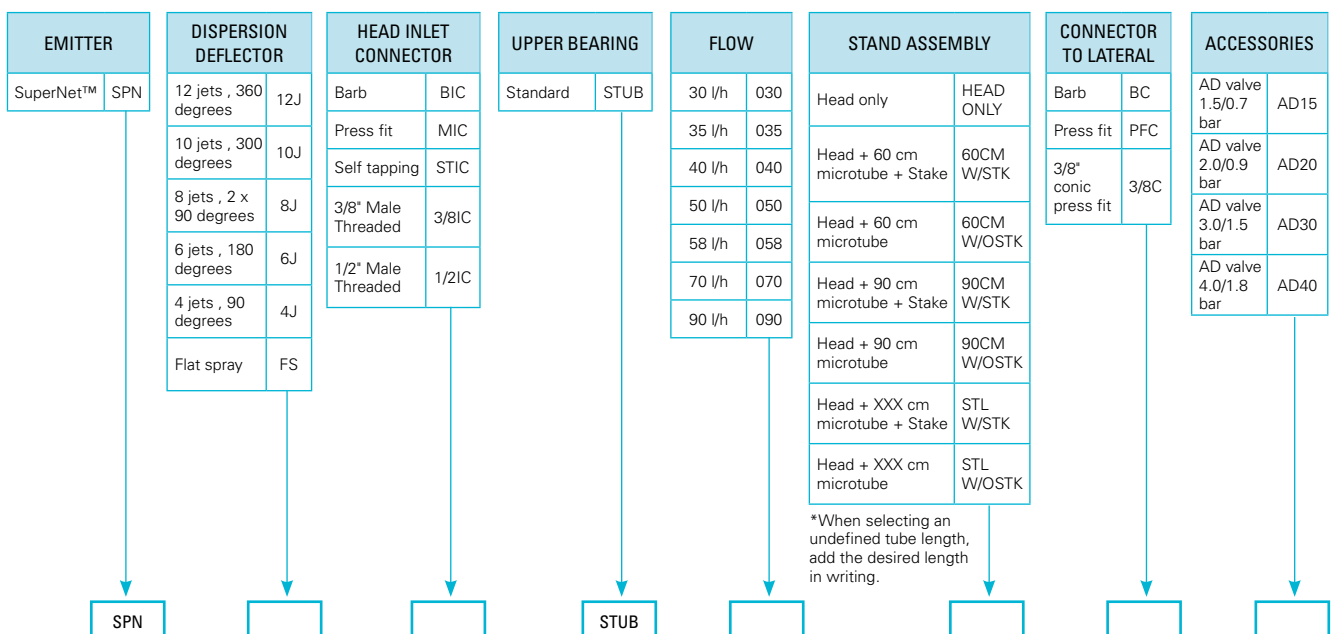 EMITTER
SuperNet™ SPN
DISPERSION
DEFLECTOR
12 jets , 360
degrees
12J
10 jets , 300
degrees
10J
8 jets , 2 x
90 degrees
8J
6 jets , 180
degrees
6J
4 jets , 90
degrees
4J
Flat spray FS
HEAD INLET
CONNECTOR
Barb BIC
Press fit MIC
Self tapping STIC
3/8" Male
Threaded
3/8IC
1/2" Male
Threaded
1/2IC
UPPER BEARING
Standard STUB
FLOW
30 l/h 030
35 l/h 035
40 l/h 040
50 l/h 050
58 l/h 058
70 l/h 070
90 l/h 090
STAND ASSEMBLY
Head only
HEAD
ONLY
Head + 60 cm
microtube + Stake
60CM
W/STK
Head + 60 cm
microtube
60CM
W/OSTK
Head + 90 cm
microtube + Stake
90CM
W/STK
Head + 90 cm
microtube
90CM
W/OSTK
Head + XXX cm
microtube + Stake
STL
W/STK
Head + XXX cm
microtube
STL
W/OSTK
*When selecting an
undefined tube length,
add the desired length
in writing.
CONNECTOR
TO LATERAL
Barb BC
Press fit PFC
3/8"
conic
press fit
3/8C
ACCESSORIES
AD valve
1.5/0.7
bar
AD15
AD valve
2.0/0.9
bar
AD20
AD valve
3.0/1.5
bar
AD30
AD valve
4.0/1.8
bar
AD40
SPN
STUB